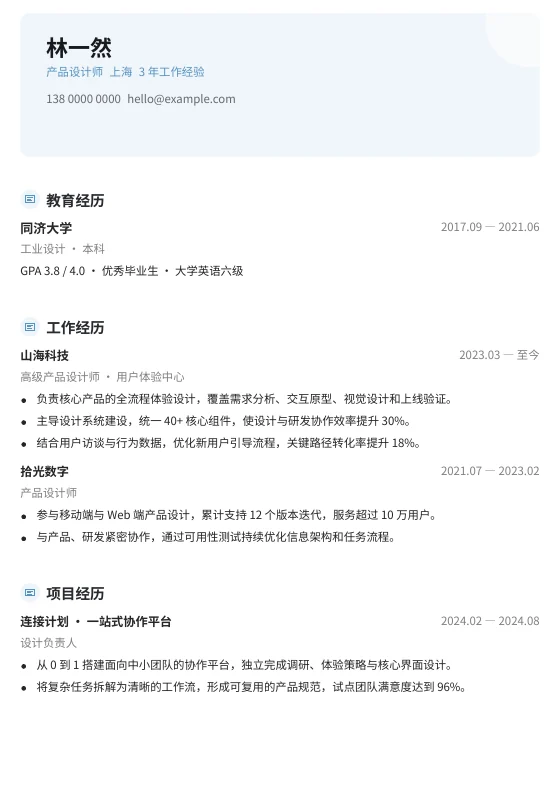 林一然
产品设计师 上海 3 年工作经验
138 0000 0000 hello@example.com
教育经历
同济大学 2017.09 — 2021.06
工业设计 • 本科
GPA 3.8 / 4.0 • 优秀毕业生 • 大学英语六级
工作经历
山海科技 2023.03 — 至今
高级产品设计师 • 用户体验中心
• 负责核心产品的全流程体验设计，覆盖需求分析、交互原型、视觉设计和上线验证。
• 主导设计系统建设，统一 40+ 核心组件，使设计与研发协作效率提升 30%。
• 结合用户访谈与行为数据，优化新用户引导流程，关键路径转化率提升 18%。
拾光数字 2021.07 — 2023.02
产品设计师
• 参与移动端与 Web 端产品设计，累计支持 12 个版本迭代，服务超过 10 万用户。
• 与产品、研发紧密协作，通过可用性测试持续优化信息架构和任务流程。
项目经历
连接计划 • 一站式协作平台 2024.02 — 2024.08
设计负责人
• 从 0 到 1 搭建面向中小团队的协作平台，独立完成调研、体验策略与核心界面设计。
• 将复杂任务拆解为清晰的工作流，形成可复用的产品规范，试点团队满意度达到 96%。